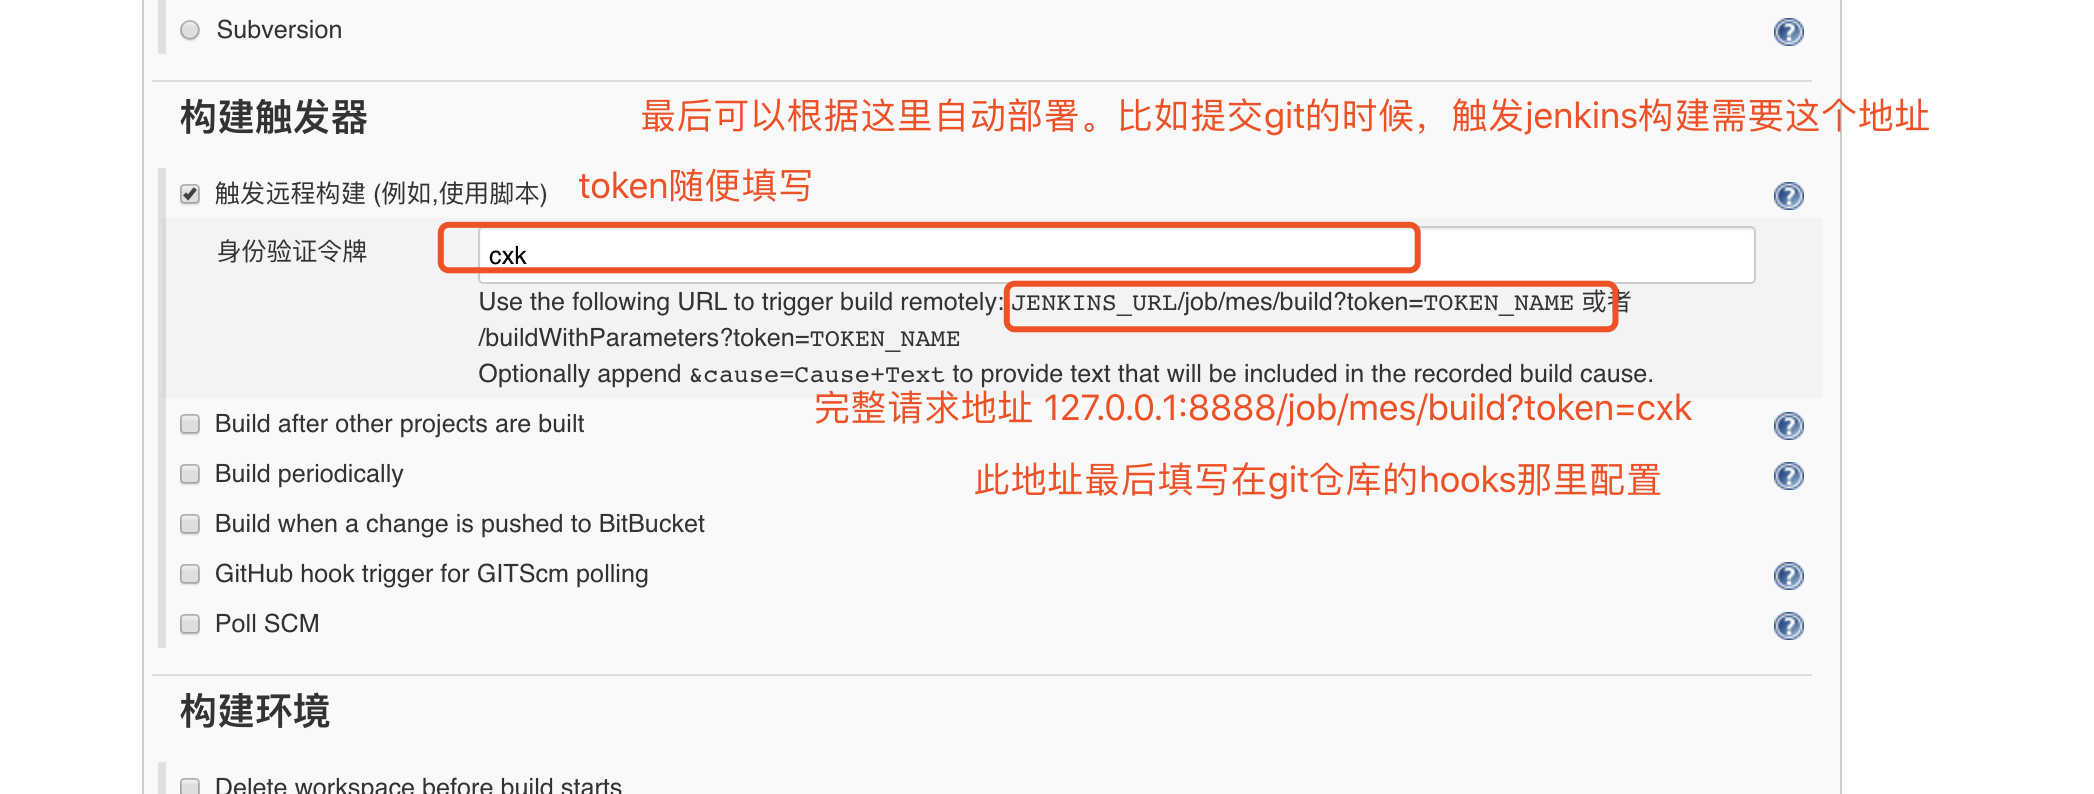 Subversion
构建触发器
最后可以根据这里自动部署。比如提交git的时候，触发jenkins构建需要这个地址
触发远程构建 (例如,使用脚本)
token随便填写
身份验证令牌
cxk
Use the following URL to trigger build remotely: JENKINS_URL/job/mes/build?token=TOKEN_NAME 或者
/buildWithParameters?token=TOKEN_NAME
Optionally append &cause=Cause+Text to provide text that will be included in the recorded build cause.
完整请求地址 127.0.0.1:8888/job/mes/build?token=cxk
Build after other projects are built
Build periodically
此地址最后填写在git仓库的hooks那里配置
Build when a change is pushed to BitBucket
GitHub hook trigger for GITScm polling
Poll SCM
构建环境
Delete workspace before build starts